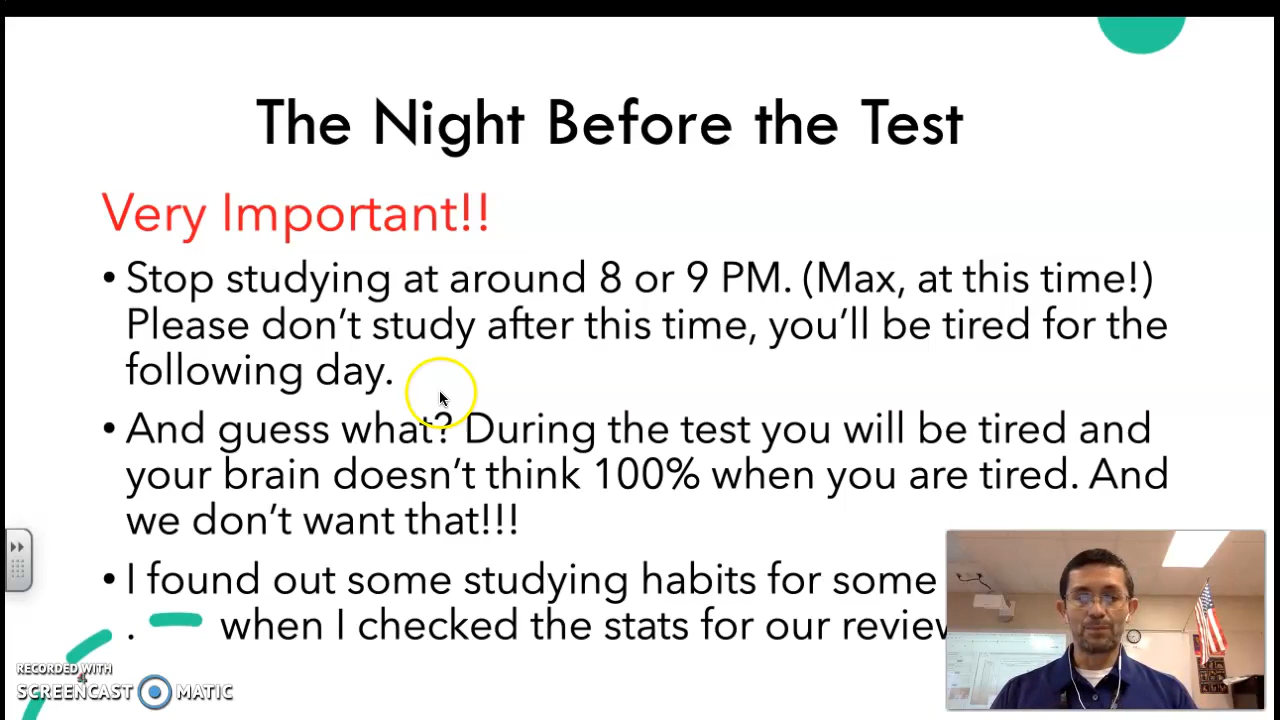 The Night Before the Test
Very Important!!
• Stop studying at around 8 or 9 PM. (Max, at this time!)
Please don’t study after this time, you’ll be tired for the
following day.
• And guess what? During the test you will be tired and
your brain doesn’t think 100% when you are tired. And
we don’t want that!!!
• I found out some studying habits for some
. when I checked the stats for our review
RECORDED WITH
SCREENCAST MATIC